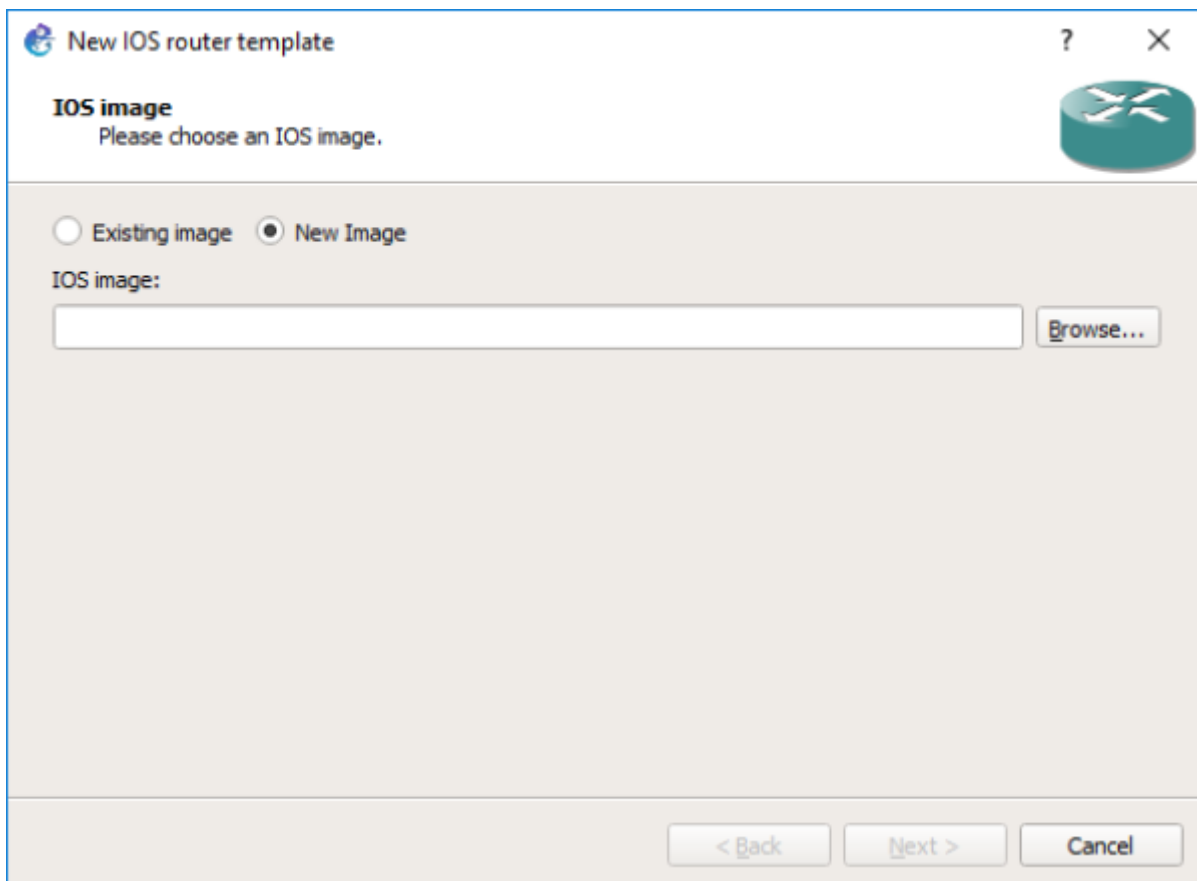 New IOS router template ?
IOS image
Please choose an IOS image.
Existing image New Image
IOS image:
Browse...
< Back Next > Cancel